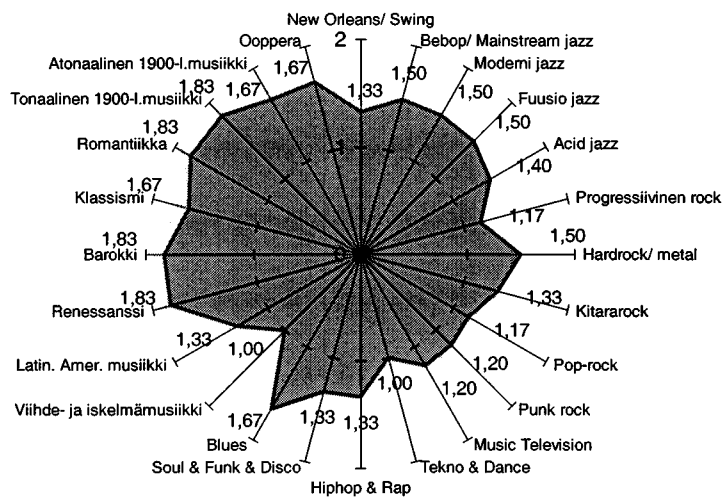 New Orleans/ Swing
2
Ooppera
Bebop/ Mainstream jazz
Atonaalinen 1900-l.musiikki
1,67
Moderni jazz
1,83
1,67
1,33
1,50
1,50
Tonaalinen 1900-l.musiikki
Fuusio jazz
1,83
1,50
Romantiikka
1
Acid jazz
1,40
1,67
Klassismi
Progressiivinen rock
1,17
1,83
1,50
Barokki
0
Hardrock/ metal
1,83
1,33
Renessanssi
Kitararock
1,33
1,17
1,00
Latin. Amer. musiikki
1,20
Pop-rock
1,00
1,20
Viihde- ja iskelmämusiikki
Punk rock
1,67
1,33
1,33
Blues
Music Television
Soul & Funk & Disco
Tekno & Dance
Hiphop & Rap